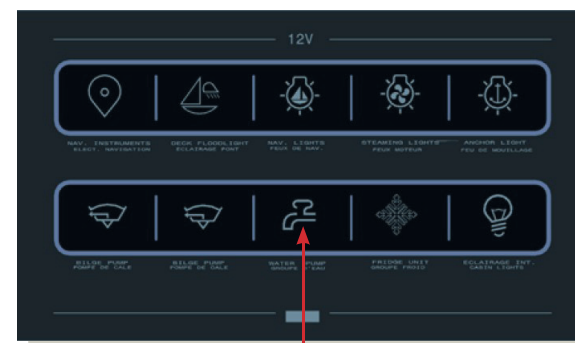 12V
NAV. INSTRUMENTS
ELECT. NAVIGATION
DECK FLOODLIGHT
ECLAIRAGE PONT
NAV. LIGHTS
FEUX DE NAV.
STEAMING LIGHTS
FEUX MOTEUR
ANCHOR LIGHT
FEU DE MOUILLAGE
BILGE PUMP
POMPE DE CALE
BILGE PUMP
POMPE DE CALE
WATER PUMP
GROUPE D'EAU
FRIDGE UNIT
GROUPE FROID
ECLAIRAGE INT.
CABIN LIGHTS